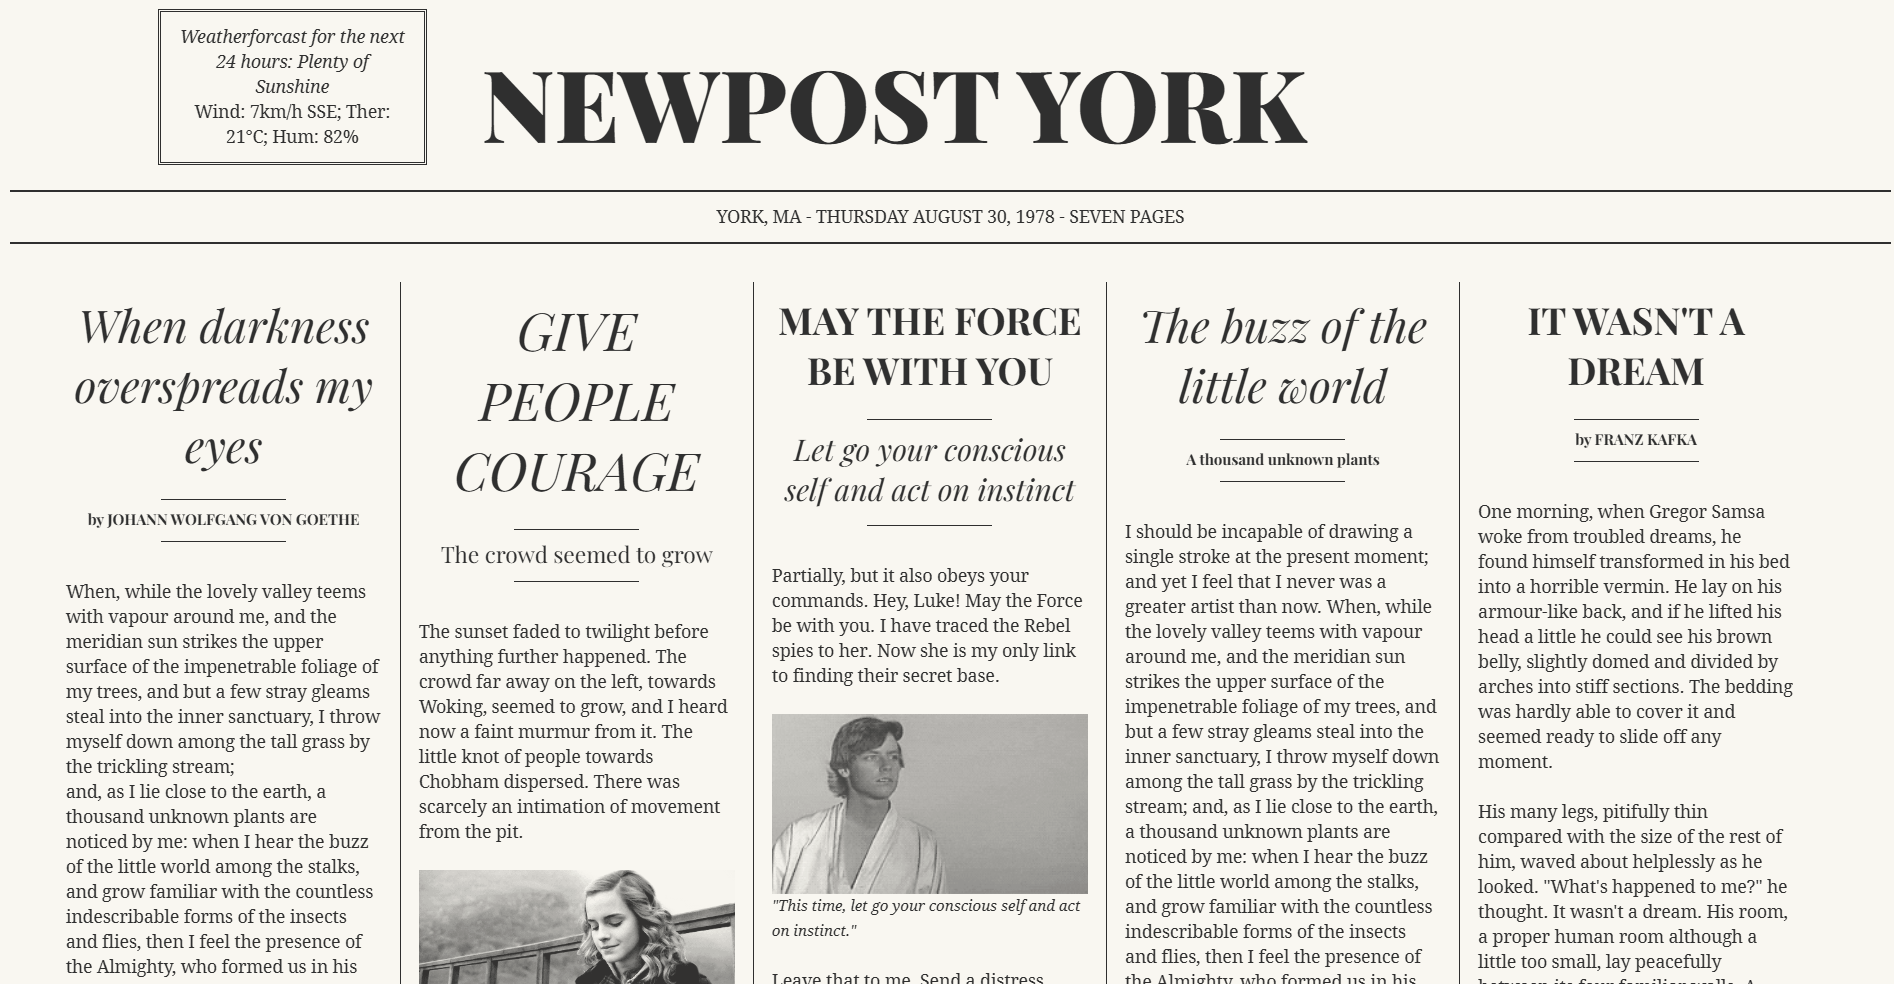 Weatherforcast for the next
24 hours: Plenty of
Sunshine
Wind: 7km/h SSE; Ther:
21°C; Hum: 82%
NEWPOST YORK
YORK, MA - THURSDAY AUGUST 30, 1978 - SEVEN PAGES
When darkness
overspreads my
eyes
by JOHANN WOLFGANG VON GOETHE
When, while the lovely valley teems
with vapour around me, and the
meridian sun strikes the upper
surface of the impenetrable foliage of
my trees, and but a few stray gleams
steal into the inner sanctuary, I throw
myself down among the tall grass by
the trickling stream;
and, as I lie close to the earth, a
thousand unknown plants are
noticed by me: when I hear the buzz
of the little world among the stalks,
and grow familiar with the countless
indescribable forms of the insects
and flies, then I feel the presence of
the Almighty, who formed us in his
GIVE
PEOPLE
COURAGE
The crowd seemed to grow
The sunset faded to twilight before
anything further happened. The
crowd far away on the left, towards
Woking, seemed to grow, and I heard
now a faint murmur from it. The
little knot of people towards
Chobham dispersed. There was
scarcely an intimation of movement
from the pit.
MAY THE FORCE
BE WITH YOU
Let go your conscious
self and act on instinct
Partially, but it also obeys your
commands. Hey, Luke! May the Force
be with you. I have traced the Rebel
spies to her. Now she is my only link
to finding their secret base.
"This time, let go your conscious self and act
on instinct."
Leave that to me. Send a distress
The buzz of the
little world
A thousand unknown plants
I should be incapable of drawing a
single stroke at the present moment;
and yet I feel that I never was a
greater artist than now. When, while
the lovely valley teems with vapour
around me, and the meridian sun
strikes the upper surface of the
impenetrable foliage of my trees, and
but a few stray gleams steal into the
inner sanctuary, I throw myself down
among the tall grass by the trickling
stream; and, as I lie close to the earth,
a thousand unknown plants are
noticed by me: when I hear the buzz
of the little world among the stalks,
and grow familiar with the countless
indescribable forms of the insects
and flies, then I feel the presence of
the Almighty, who formed us in his
IT WASN'T A
DREAM
by FRANZ KAFKA
One morning, when Gregor Samsa
woke from troubled dreams, he
found himself transformed in his bed
into a horrible vermin. He lay on his
armour-like back, and if he lifted his
head a little he could see his brown
belly, slightly domed and divided by
arches into stiff sections. The bedding
was hardly able to cover it and
seemed ready to slide off any
moment.
His many legs, pitifully thin
compared with the size of the rest of
him, waved about helplessly as he
looked. "What's happened to me?" he
thought. It wasn't a dream. His room,
a proper human room although a
little too small, lay peacefully
between its four familiar walls. A